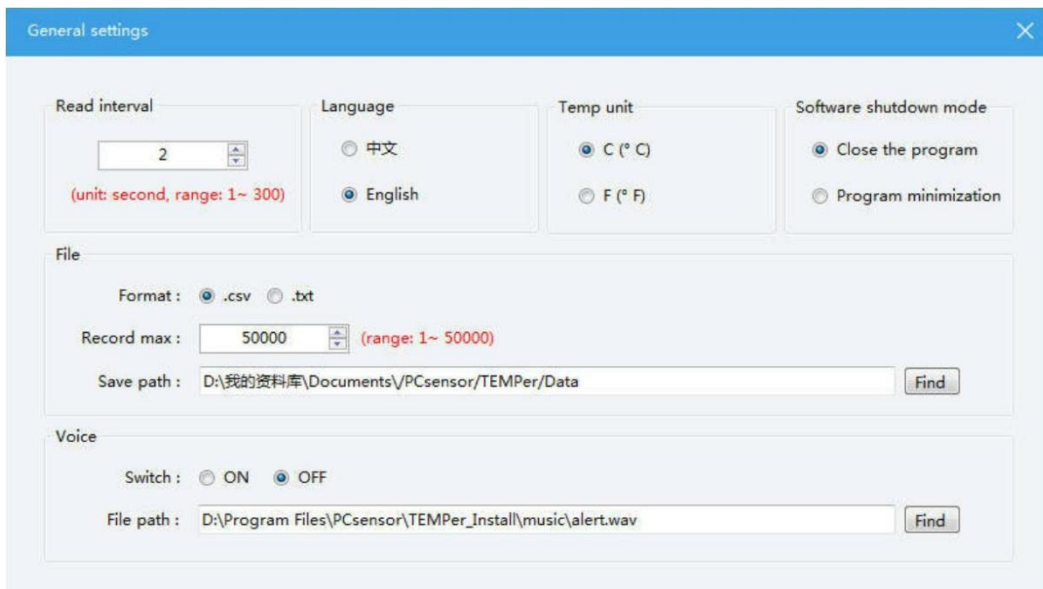 General settings
Read interval
2
(unit: second, range: 1~ 300)
Language
中文
English
Temp unit
C (° C)
F (° F)
Software shutdown mode
Close the program
Program minimization
File
Format : .csv .txt
Record max : 50000 (range: 1~ 50000)
Save path : D:\我的资料库\Documents\/PCsensor/TEMPer/Data Find
Voice
Switch : ON OFF
File path : D:\Program Files\PCsensor\TEMPer_Install\music\alert.wav Find